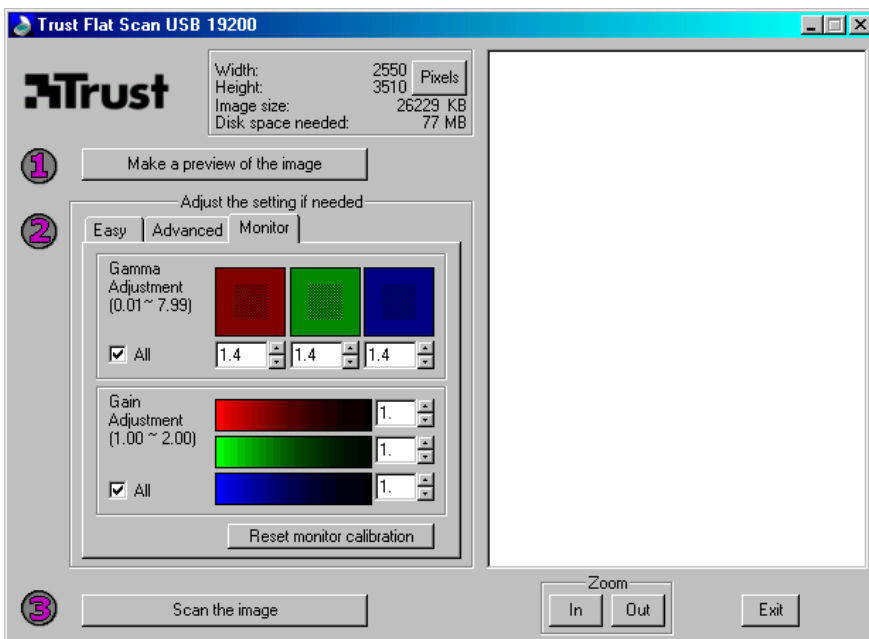 Trust Flat Scan USB 19200
Trust
Width: 2550
Height: 3510
Pixels
Image size: 26229 KB
Disk space needed: 77 MB
1
Make a preview of the image
2
Adjust the setting if needed
Easy Advanced Monitor
Gamma
Adjustment
(0.01~ 7.99)
All
1.4 1.4 1.4
Gain
Adjustment
(1.00 ~ 2.00)
1.
1.
All
1.
Reset monitor calibration
3
Scan the image
Zoom
In Out
Exit